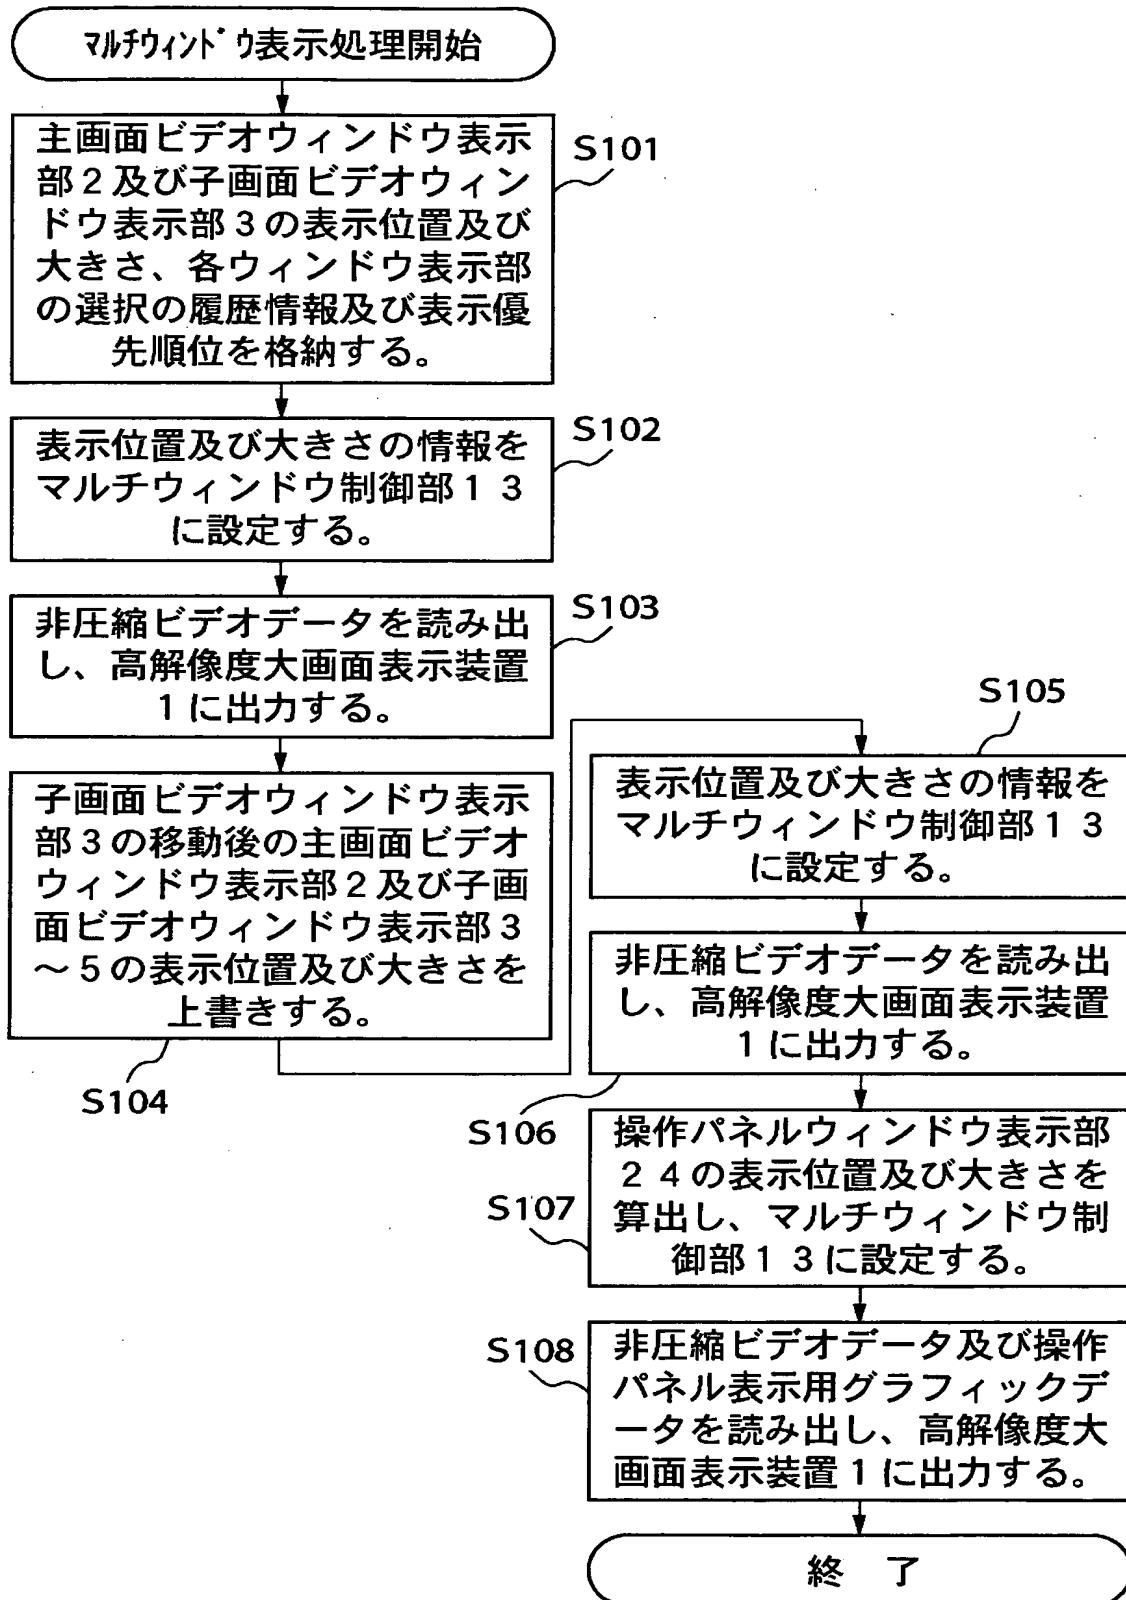 マルチウィンドウ表示処理開始
主画面ビデオウィンドウ表示
部2及び子画面ビデオウィン
ドウ表示部3の表示位置及び
大きさ、各ウィンドウ表示部
の選択の履歴情報及び表示優
先順位を格納する。
S101
表示位置及び大きさの情報を
マルチウィンドウ制御部13
に設定する。
S102
非圧縮ビデオデータを読み出
し、高解像度大画面表示装置
1に出力する。
S103
子画面ビデオウィンドウ表示
部3の移動後の主画面ビデオ
ウィンドウ表示部2及び子画
面ビデオウィンドウ表示部3
～5の表示位置及び大きさを
上書きする。
S104
S105
表示位置及び大きさの情報を
マルチウィンドウ制御部13
に設定する。
非圧縮ビデオデータを読み出
し、高解像度大画面表示装置
1に出力する。
S106
操作パネルウィンドウ表示部
24の表示位置及び大きさを
算出し、マルチウィンドウ制
御部13に設定する。
S107
S108
非圧縮ビデオデータ及び操作
パネル表示用グラフィックデ
ータを読み出し、高解像度大
画面表示装置1に出力する。
終 了